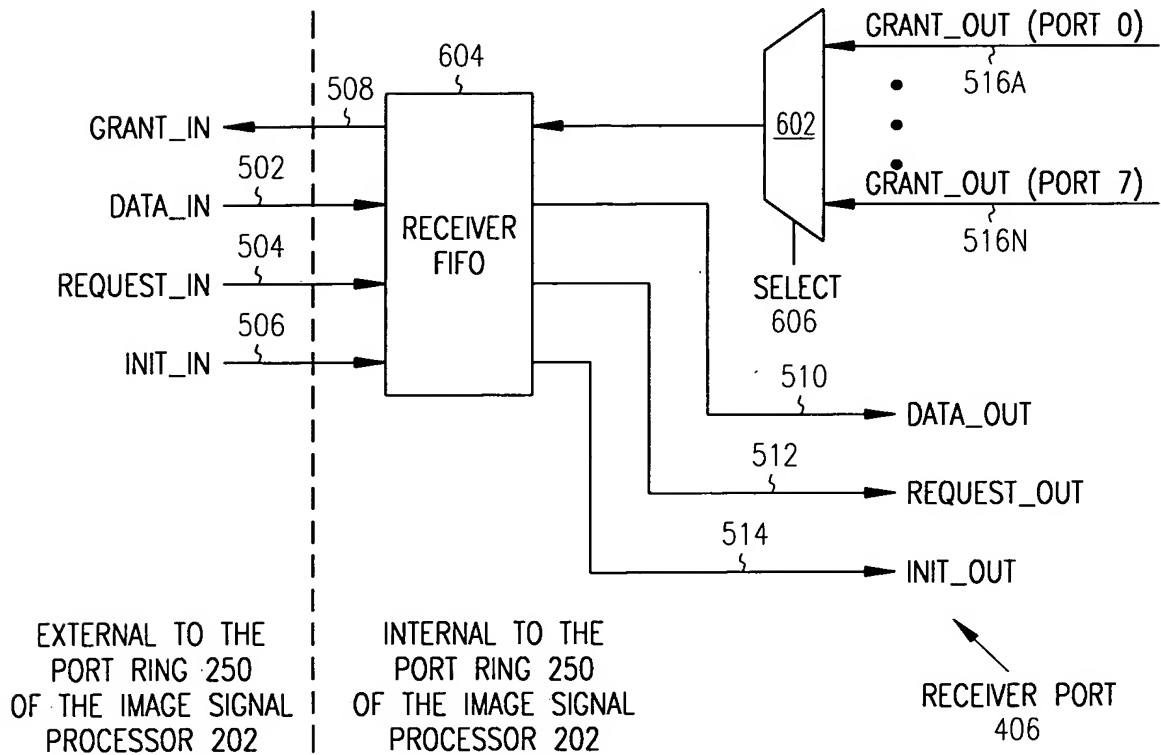 GRANT_OUT (PORT 0)
516A
604
508
GRANT_IN
602
502
DATA_IN
GRANT_OUT (PORT 7)
516N
RECEIVER
FIFO
504
REQUEST_IN
SELECT
606
506
INIT_IN
510
DATA_OUT
512
REQUEST_OUT
514
INIT_OUT
EXTERNAL TO THE
PORT RING 250
OF THE IMAGE SIGNAL
PROCESSOR 202
INTERNAL TO THE
PORT RING 250
OF THE IMAGE SIGNAL
PROCESSOR 202
RECEIVER PORT
406